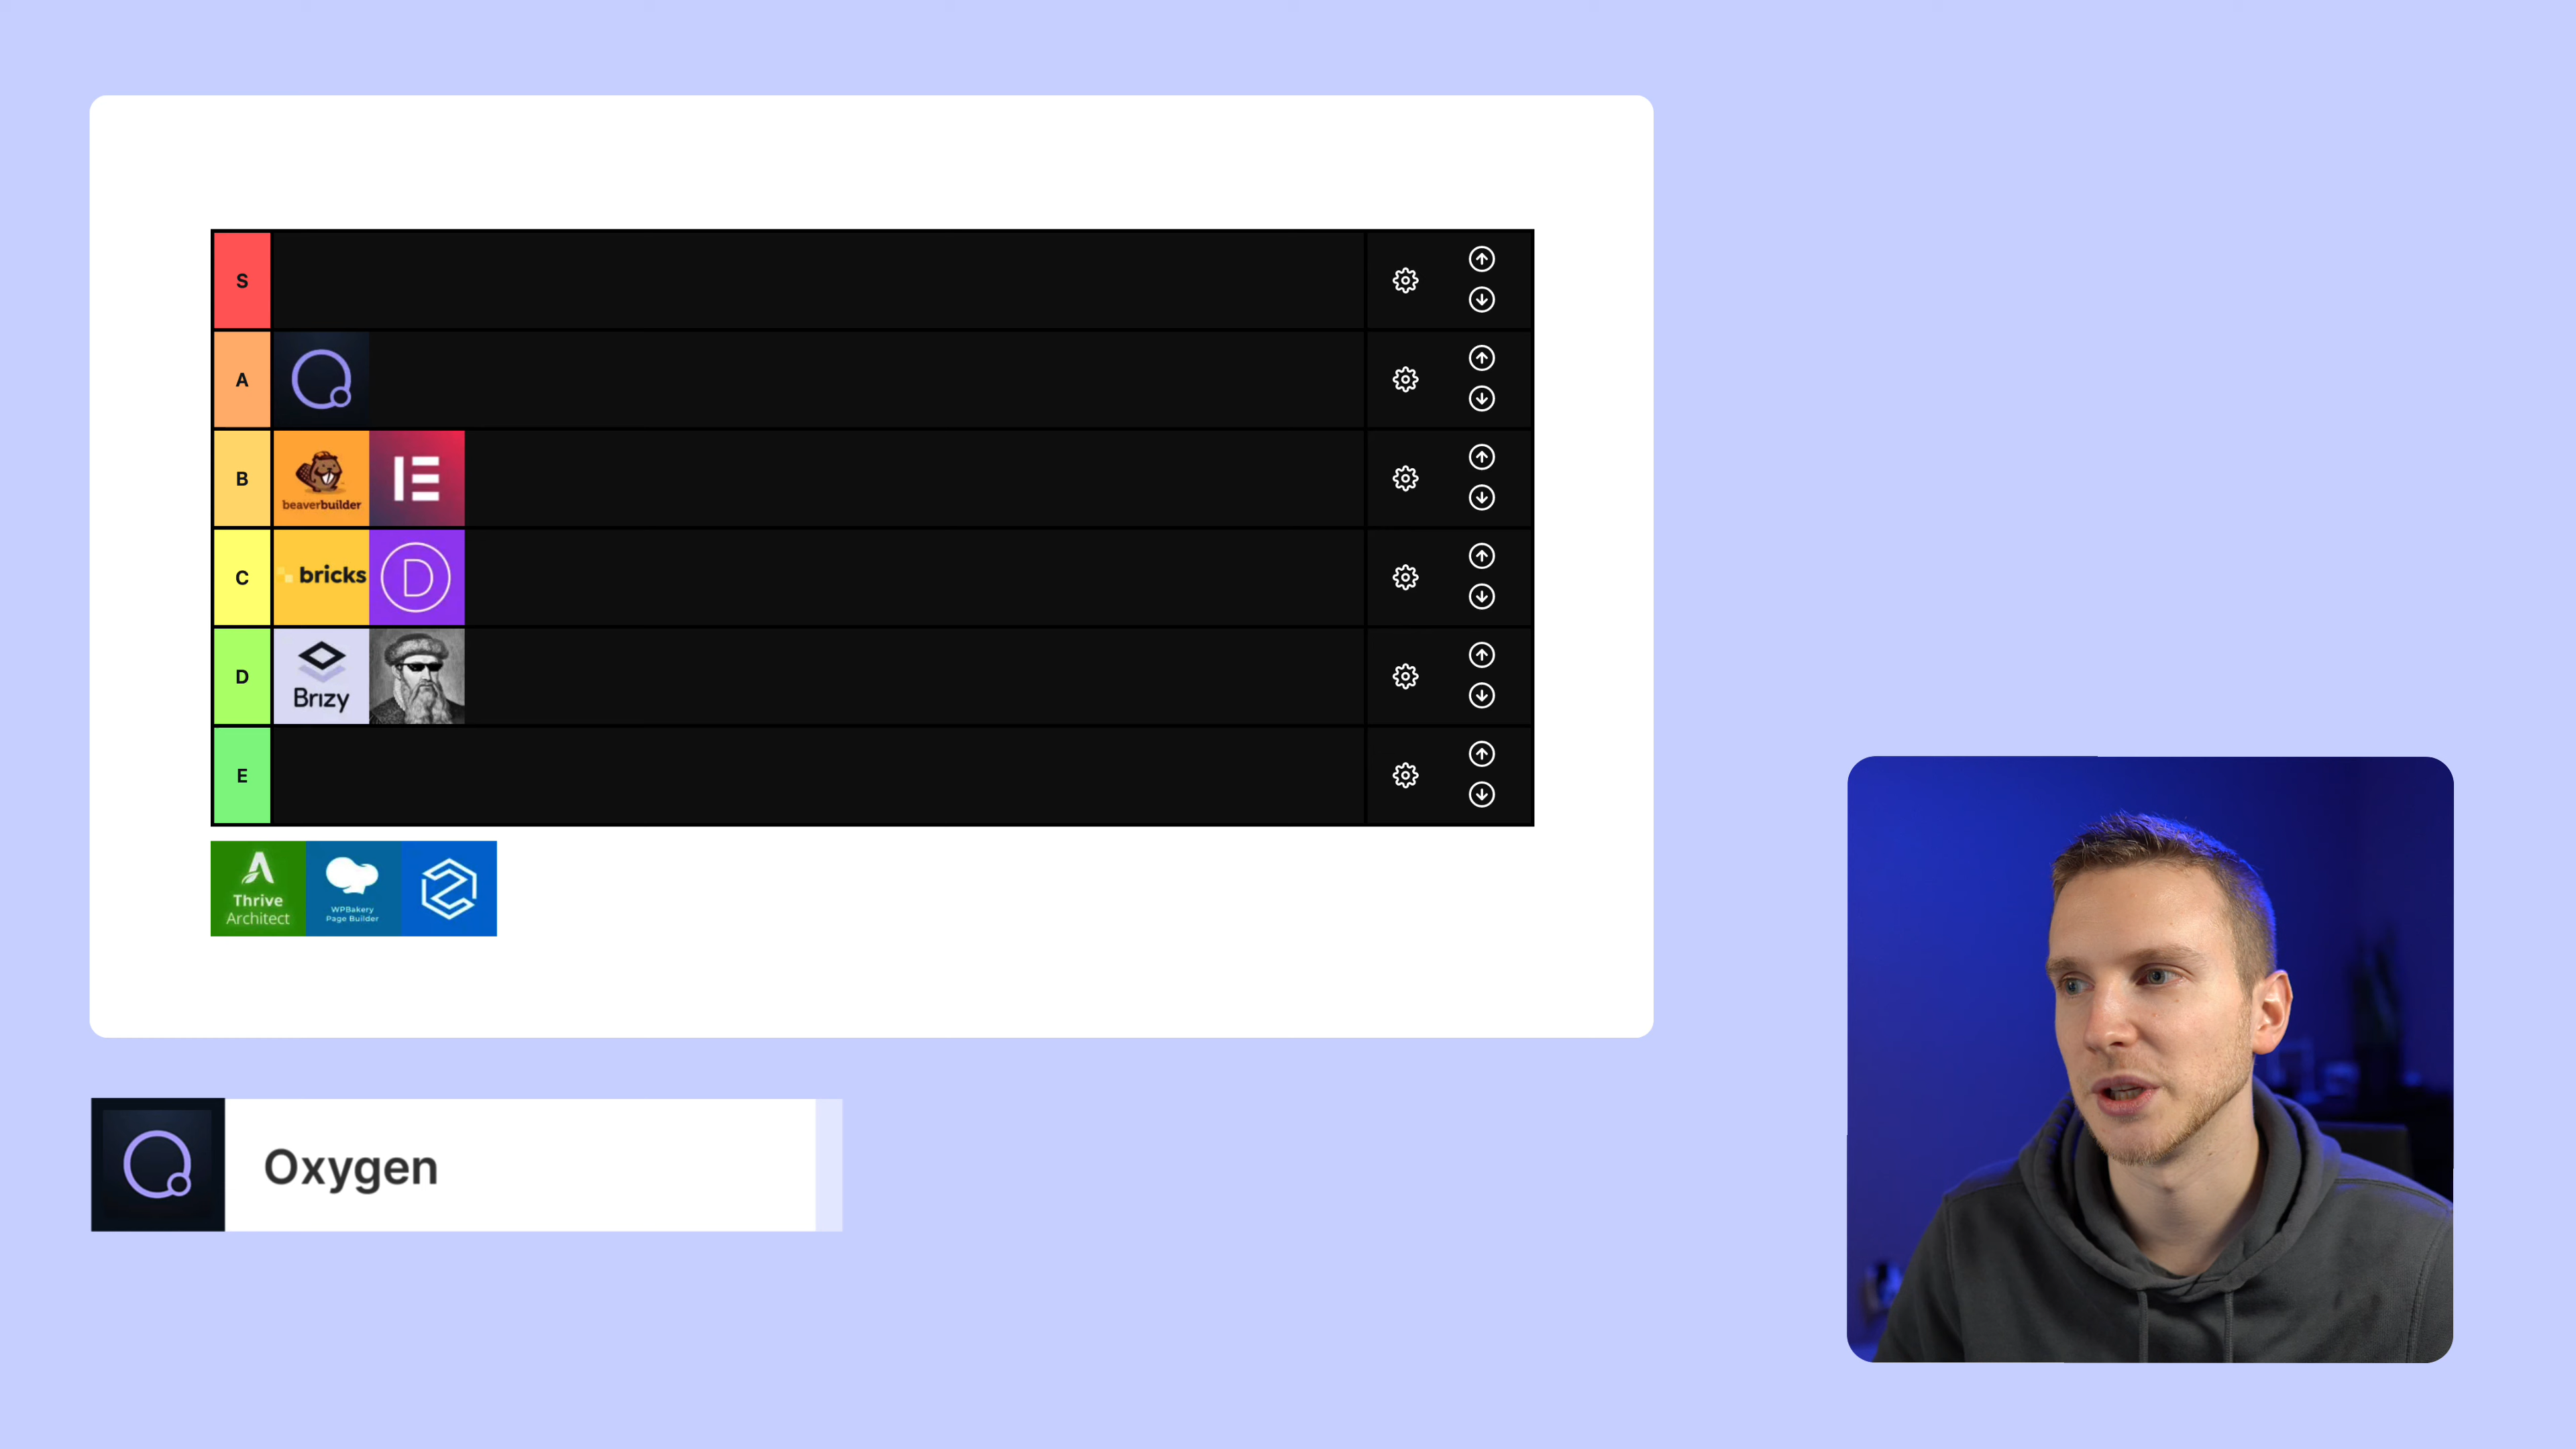 S
A
B
beaverbuilder
C
bricks
D
Brizy
E
Thrive
Architect
WPBakery
Page Builder
Oxygen